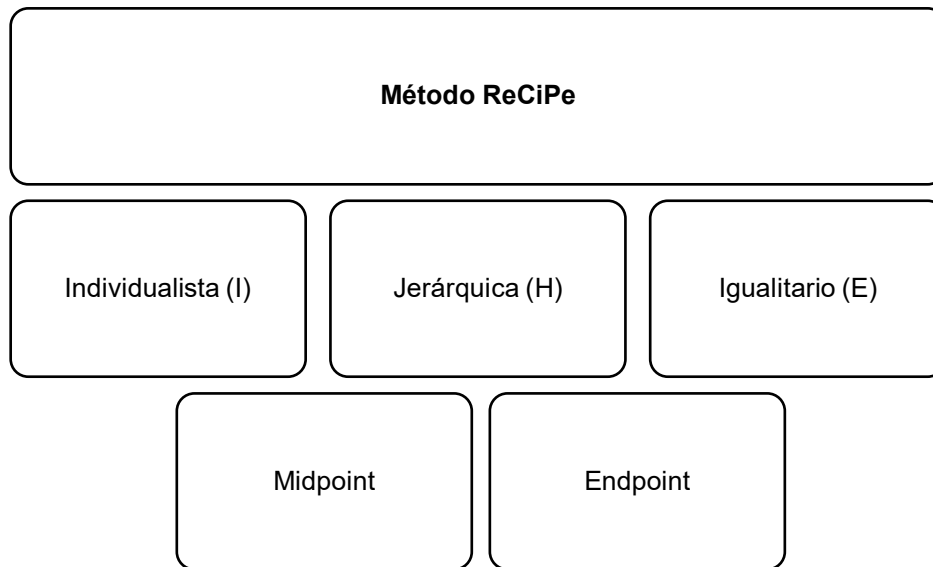 Método ReCiPe
Individualista (I)
Jerárquica (H)
Igualitario (E)
Midpoint
Endpoint